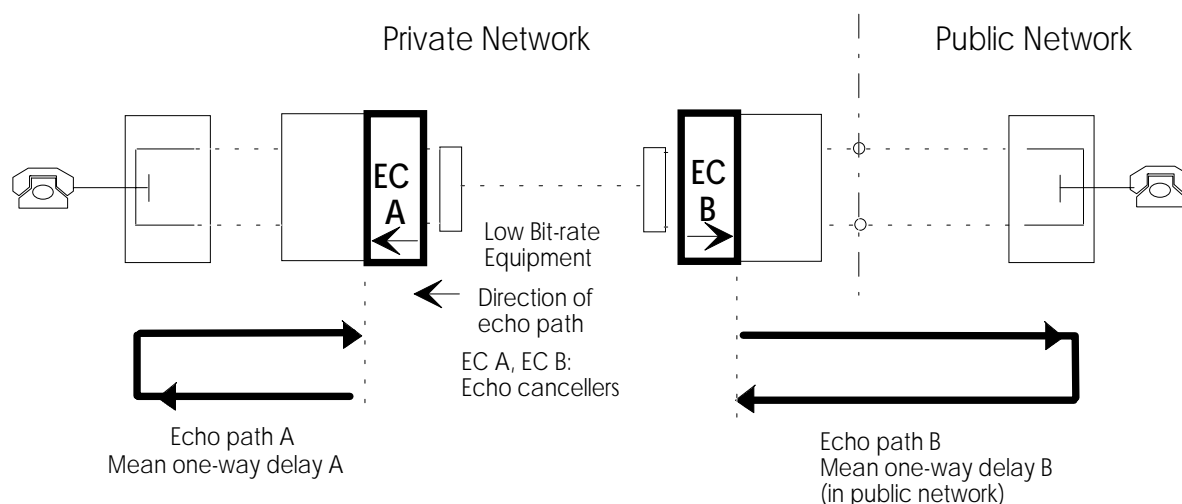 Private Network
Public Network
EC
A
EC
B
Low Bit-rate
Equipment
Direction of
echo path
EC A, EC B:
Echo cancellers
Echo path A
Mean one-way delay A
Echo path B
Mean one-way delay B
(in public network)